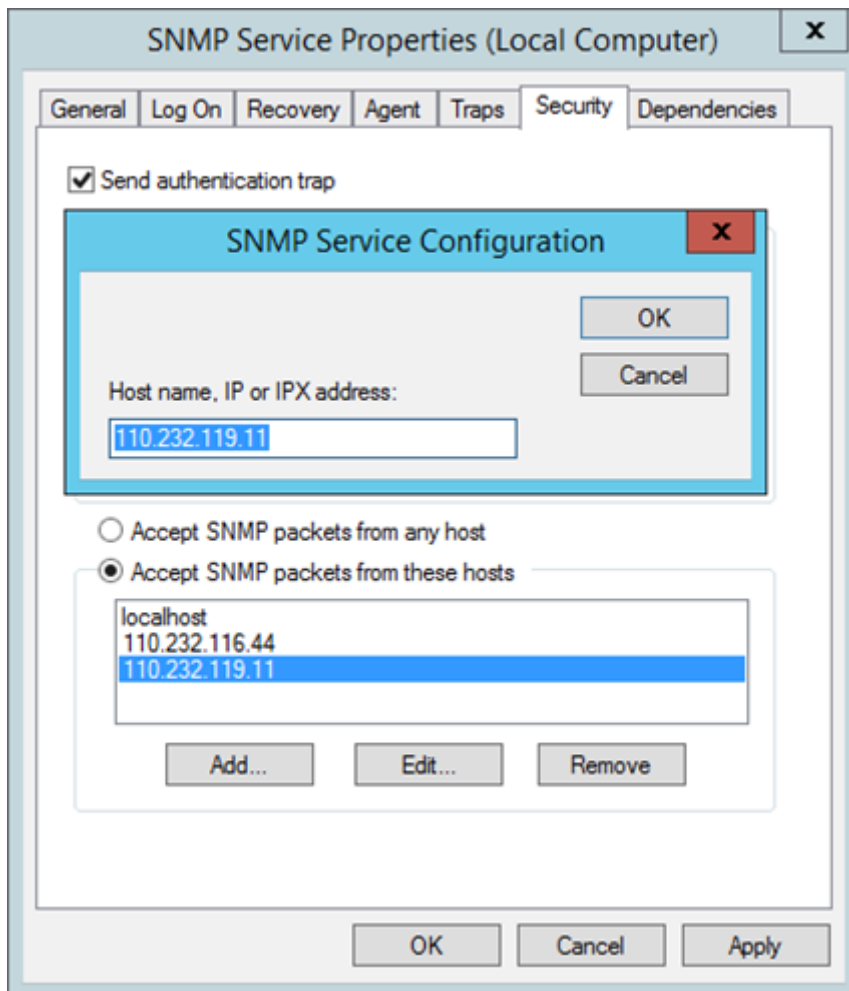 SNMP Service Properties (Local Computer)
x
General Log On Recovery Agent Traps Security Dependencies
Send authentication trap
SNMP Service Configuration
x
OK
Cancel
Host name, IP or IPX address:
110.232.119.11
Accept SNMP packets from any host
Accept SNMP packets from these hosts
localhost
110.232.116.44
110.232.119.11
Add... Edit... Remove
OK Cancel Apply